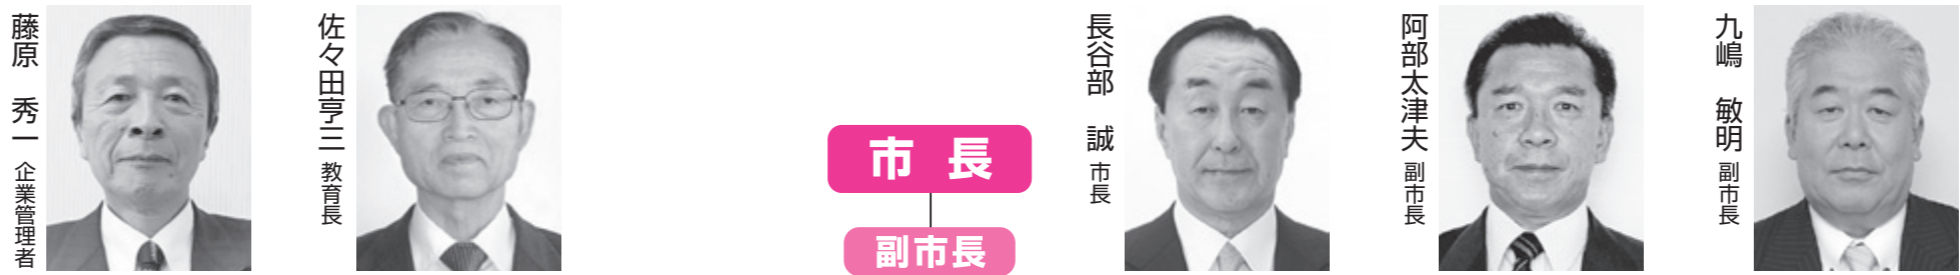 藤原 秀一 企業管理者
佐々田亨三 教育長
市長
副市長
長谷部 誠 市長
阿部太津夫 副市長
九嶋 敏明 副市長